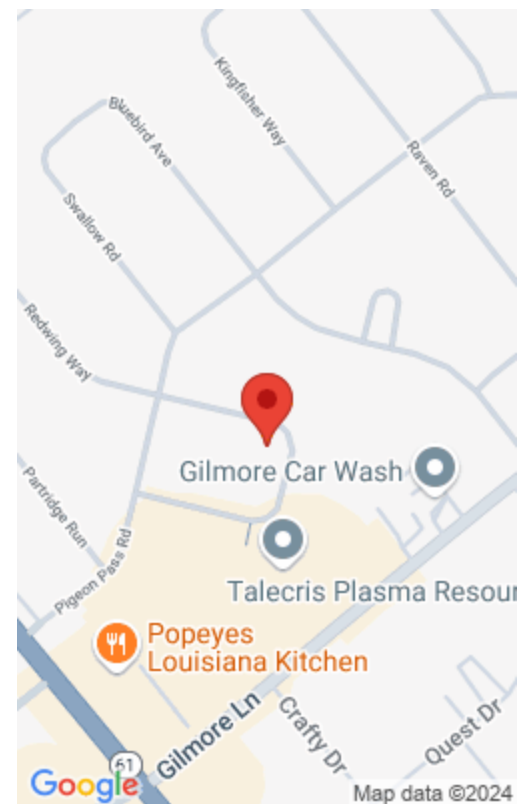 Kingfisher Way
Bluebird Ave
Raven Rd
Swallow Rd
Redwing Way
Gilmore Car Wash
Partridge Run
Pigeon Pass Rd
Talecris Plasma Resour
Popeyes
Louisiana Kitchen
Gilmore Ln
Crafty Dr
Quest Dr
61
Google
Map data ©2024